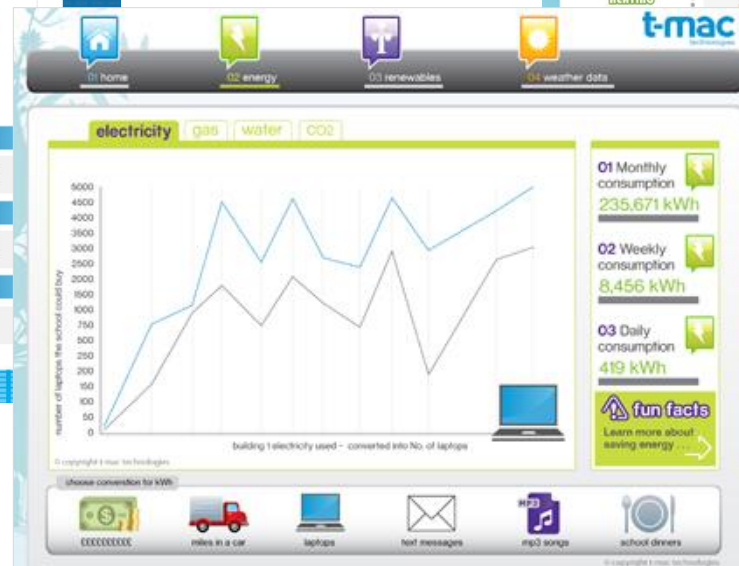 t-mac
technologies
01 home
02 energy
03 renewables
04 weather data
electricity
gas
water
CO2
number of laptops the school could buy
5000
4500
4000
3500
3000
2500
2000
1500
1000
750
500
250
200
150
100
50
0
building 1 electricity used - converted into No. of laptops
© copyright t-mac technologies
01 Monthly
consumption
235,671 kWh
02 Weekly
consumption
8,456 kWh
03 Daily
consumption
419 kWh
fun facts
Learn more about
saving energy ...
choose convention for kWh
££££££££££
miles in a car
laptops
text messages
MP3
mp3 songs
school dinners
© copyright t-mac technologies